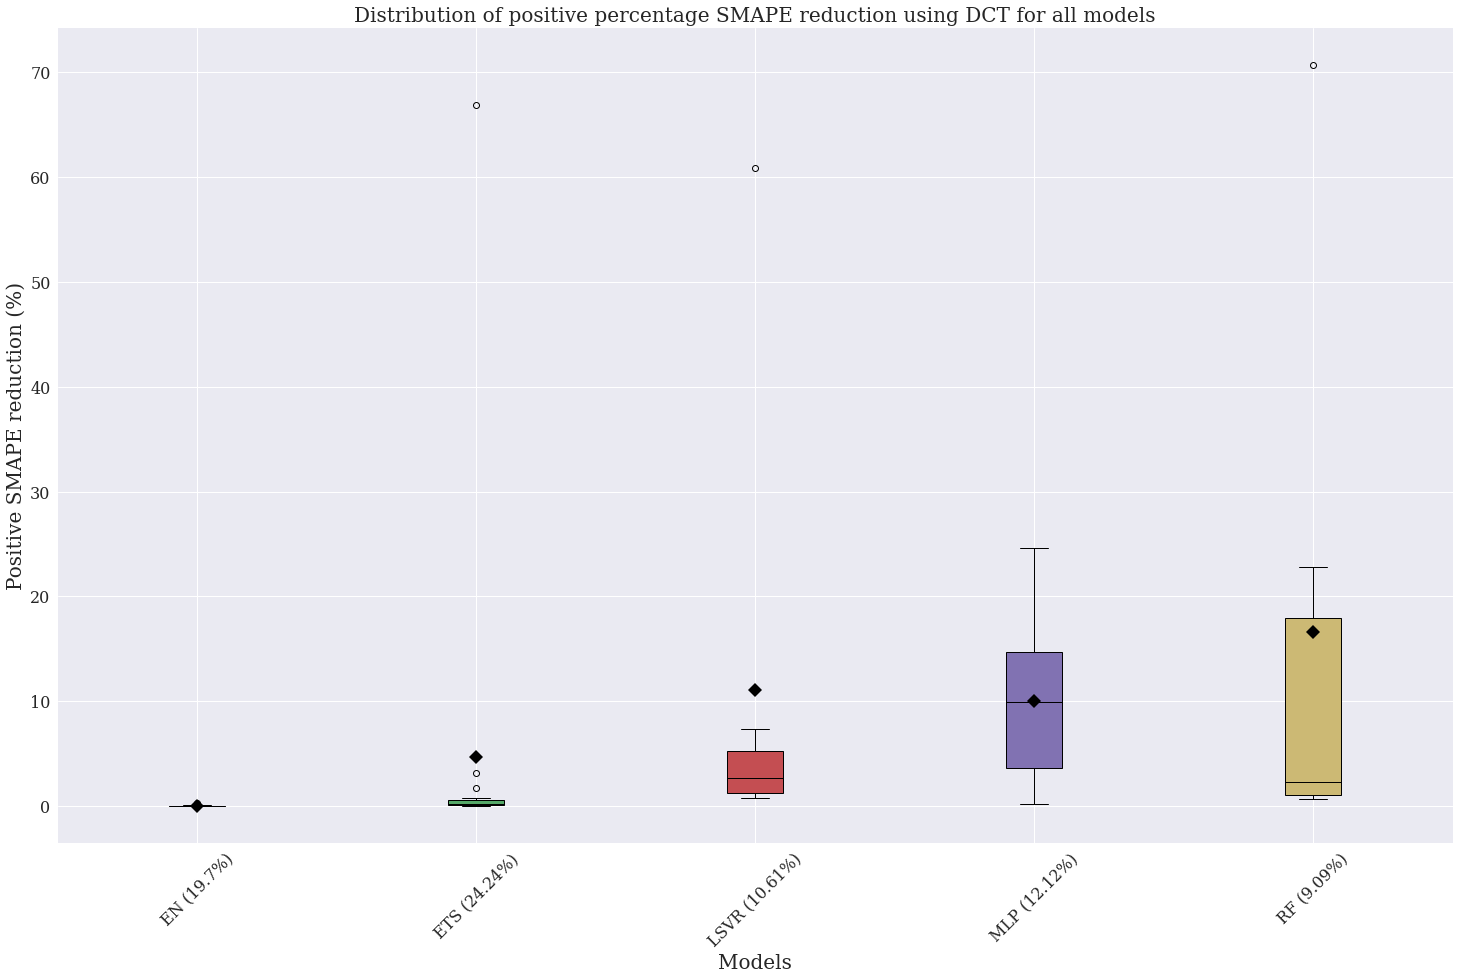 Distribution of positive percentage SMAPE reduction using DCT for all models
Positive SMAPE reduction (%)
70
60
50
40
30
20
10
0
EN (19.7%)
ETS (24.24%)
LSVR (10.61%)
MLP (12.12%)
RF (9.09%)
Models